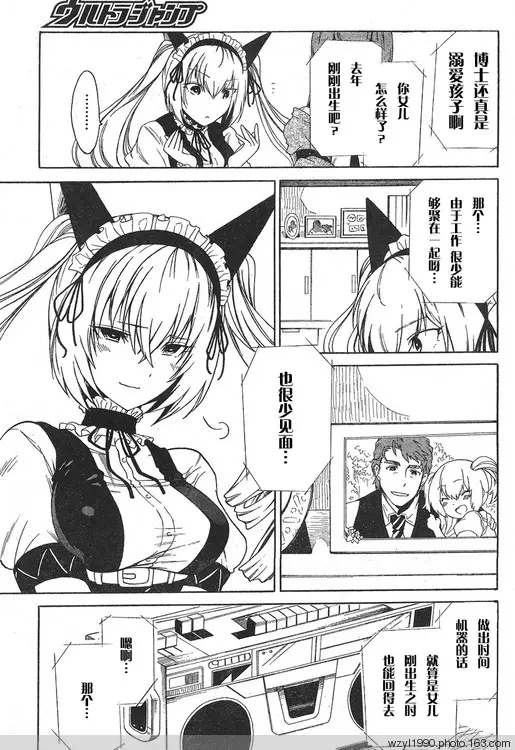 ウルトラジャンプ
博士还真是
溺爱孩子啊
你女儿
怎么样了?
去年
刚刚出生吧?
………
那个…
由于工作 很少能
够聚在一起呀…
也很少见面…
做出时间
机器的话
就算是女儿
刚出生之时
也能回得去
嗯啊…
那个…
wzyl1990.photo.163.com